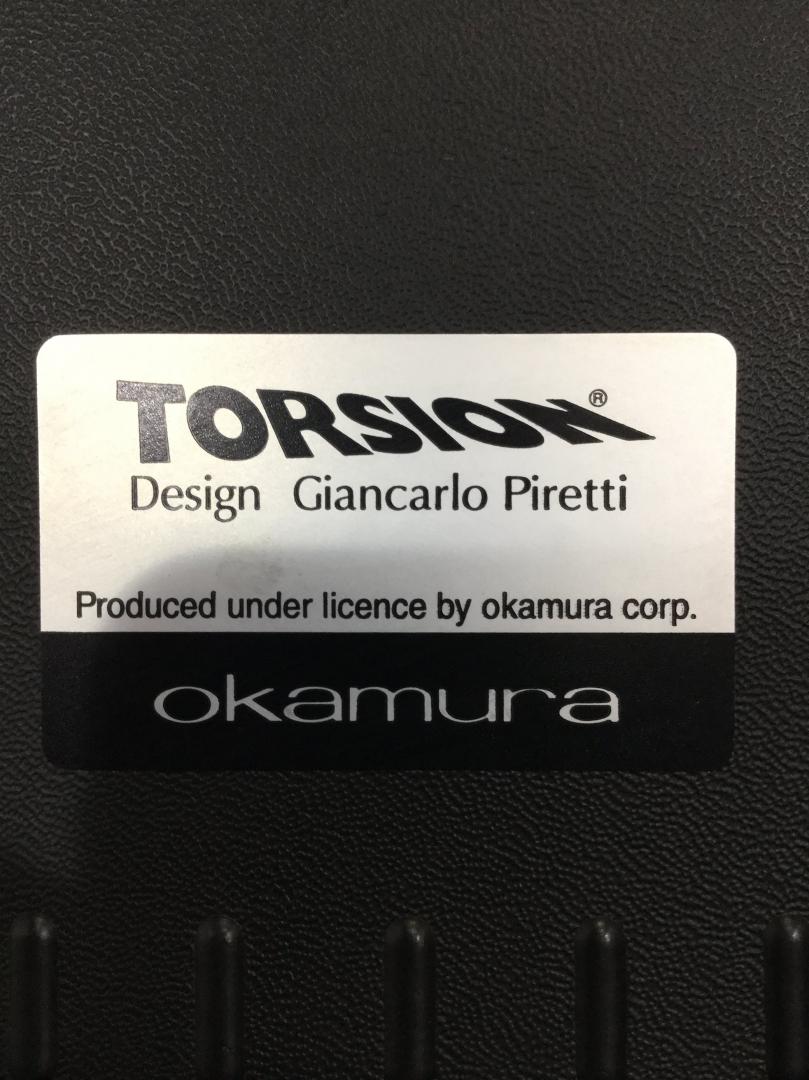 TORSION®
Design Giancarlo Piretti
Produced under licence by okamura corp.
okamura